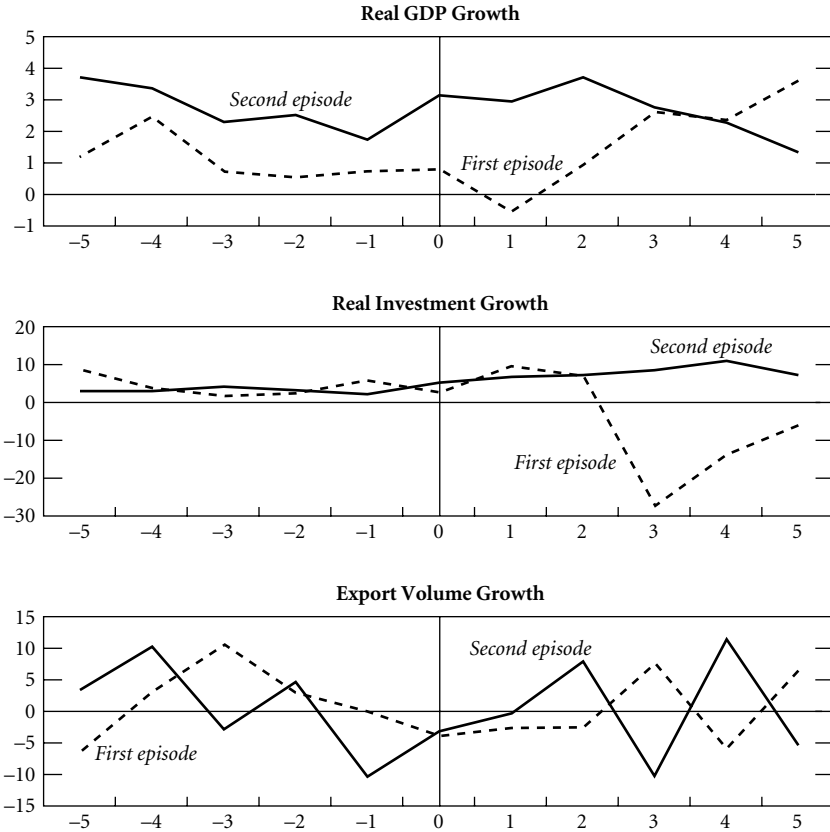 Real GDP Growth
5
4
3
2
1
0
–1
Second episode
First episode
–5 –4 –3 –2 –1 0 1 2 3 4 5
Real Investment Growth
20
10
0
–10
–20
–30
Second episode
First episode
–5 –4 –3 –2 –1 0 1 2 3 4 5
Export Volume Growth
15
10
5
0
–5
–10
–15
Second episode
First episode
–5 –4 –3 –2 –1 0 1 2 3 4 5